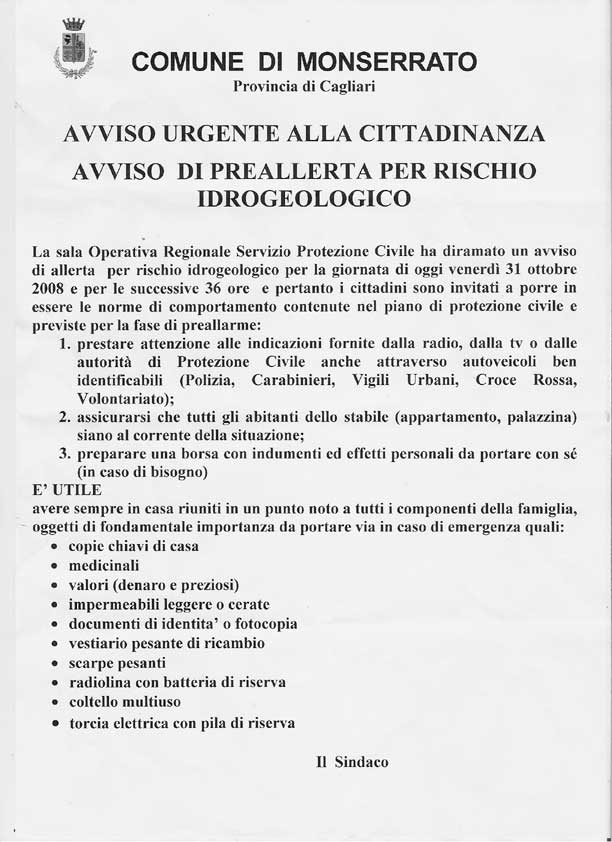 COMUNE DI MONSERRATO
Provincia di Cagliari
AVVISO URGENTE ALLA CITTADINANZA
AVVISO DI PREALLERTA PER RISCHIO
IDROGEOLOGICO
La sala Operativa Regionale Servizio Protezione Civile ha diramato un avviso
di allerta per rischio idrogeologico per la giornata di oggi venerdì 31 ottobre
2008 e per le successive 36 ore e pertanto i cittadini sono invitati a porre in
essere le norme di comportamento contenute nel piano di protezione civile e
previste per la fase di preallarme:
1. prestare attenzione alle indicazioni fornite dalla radio, dalla tv o dalle
autorità di Protezione Civile anche attraverso autoveicoli ben
identificabili (Polizia, Carabinieri, Vigili Urbani, Croce Rossa,
Volontariato);
2. assicurarsi che tutti gli abitanti dello stabile (appartamento, palazzina)
siano al corrente della situazione;
3. preparare una borsa con indumenti ed effetti personali da portare con sé
(in caso di bisogno)
E' UTILE
avere sempre in casa riuniti in un punto noto a tutti i componenti della famiglia,
oggetti di fondamentale importanza da portare via in caso di emergenza quali:
• copie chiavi di casa
• medicinali
• valori (denaro e preziosi)
• impermeabili leggere o cerate
• documenti di identita' o fotocopia
• vestiario pesante di ricambio
• scarpe pesanti
• radiolina con batteria di riserva
• coltello multiuso
• torcia elettrica con pila di riserva
Il Sindaco